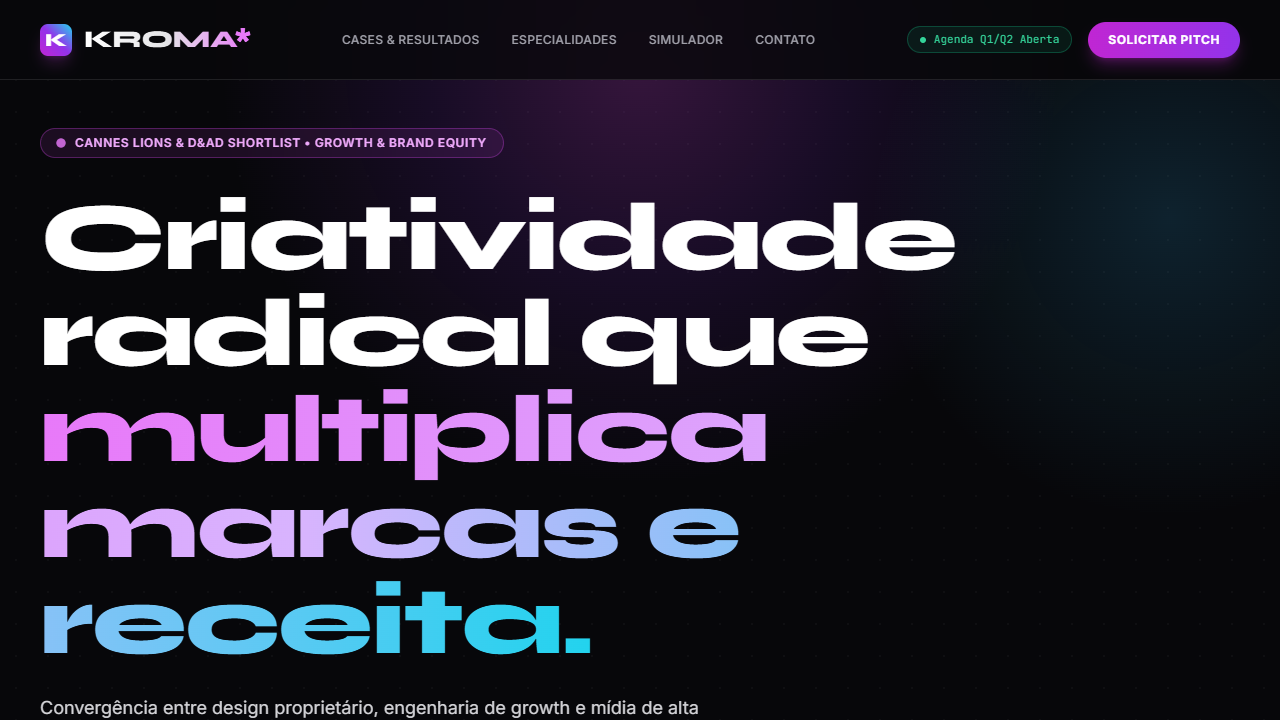 K KROMA*
CASES & RESULTADOS
ESPECIALIDADES
SIMULADOR
CONTATO
Agenda Q1/Q2 Aberta
SOLICITAR PITCH
CANNES LIONS & D&AD SHORTLIST • GROWTH & BRAND EQUITY
Criatividade
radical que
multiplica
marcas e
receita.
Convergência entre design proprietário, engenharia de growth e mídia de alta